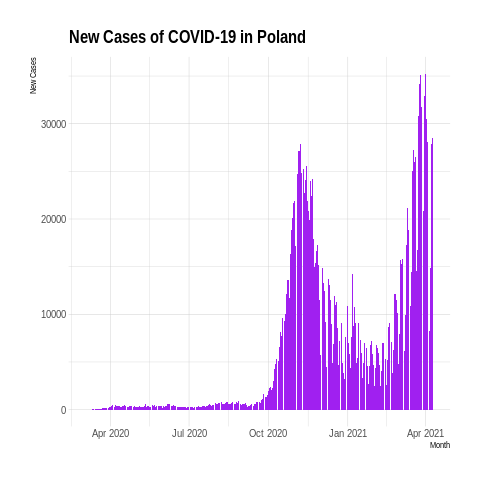 New Cases of COVID-19 in Poland
New Cases
30000
20000
10000
0
Apr 2020 Jul 2020 Oct 2020 Jan 2021 Apr 2021
Month